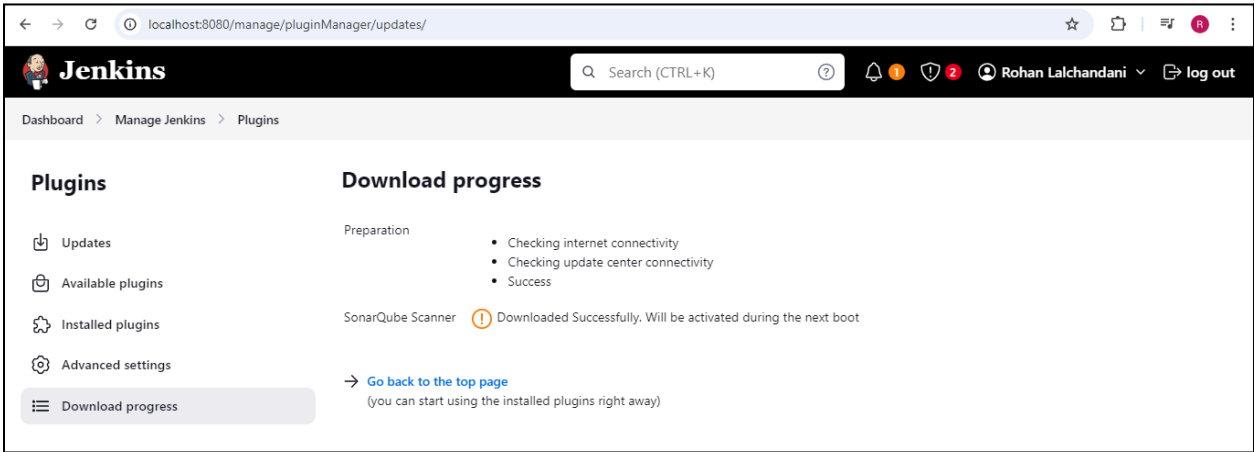 localhost:8080/manage/pluginManager/updates/
R
Jenkins
Search (CTRL+K)
?
1
2
Rohan Lalchandani
log out
Dashboard > Manage Jenkins > Plugins
Plugins
Updates
Available plugins
Installed plugins
Advanced settings
Download progress
Download progress
Preparation
• Checking internet connectivity
• Checking update center connectivity
• Success
SonarQube Scanner Downloaded Successfully. Will be activated during the next boot
→ Go back to the top page
(you can start using the installed plugins right away)